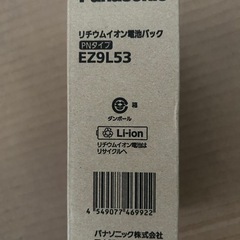 Panasonic
リチウムイオン電池パック
PNタイプ
EZ9L53
箱
ダンボール
Li-ion
リチウムイオン電池は
リサイクルへ
4 549077 469922
パナソニック株式会社